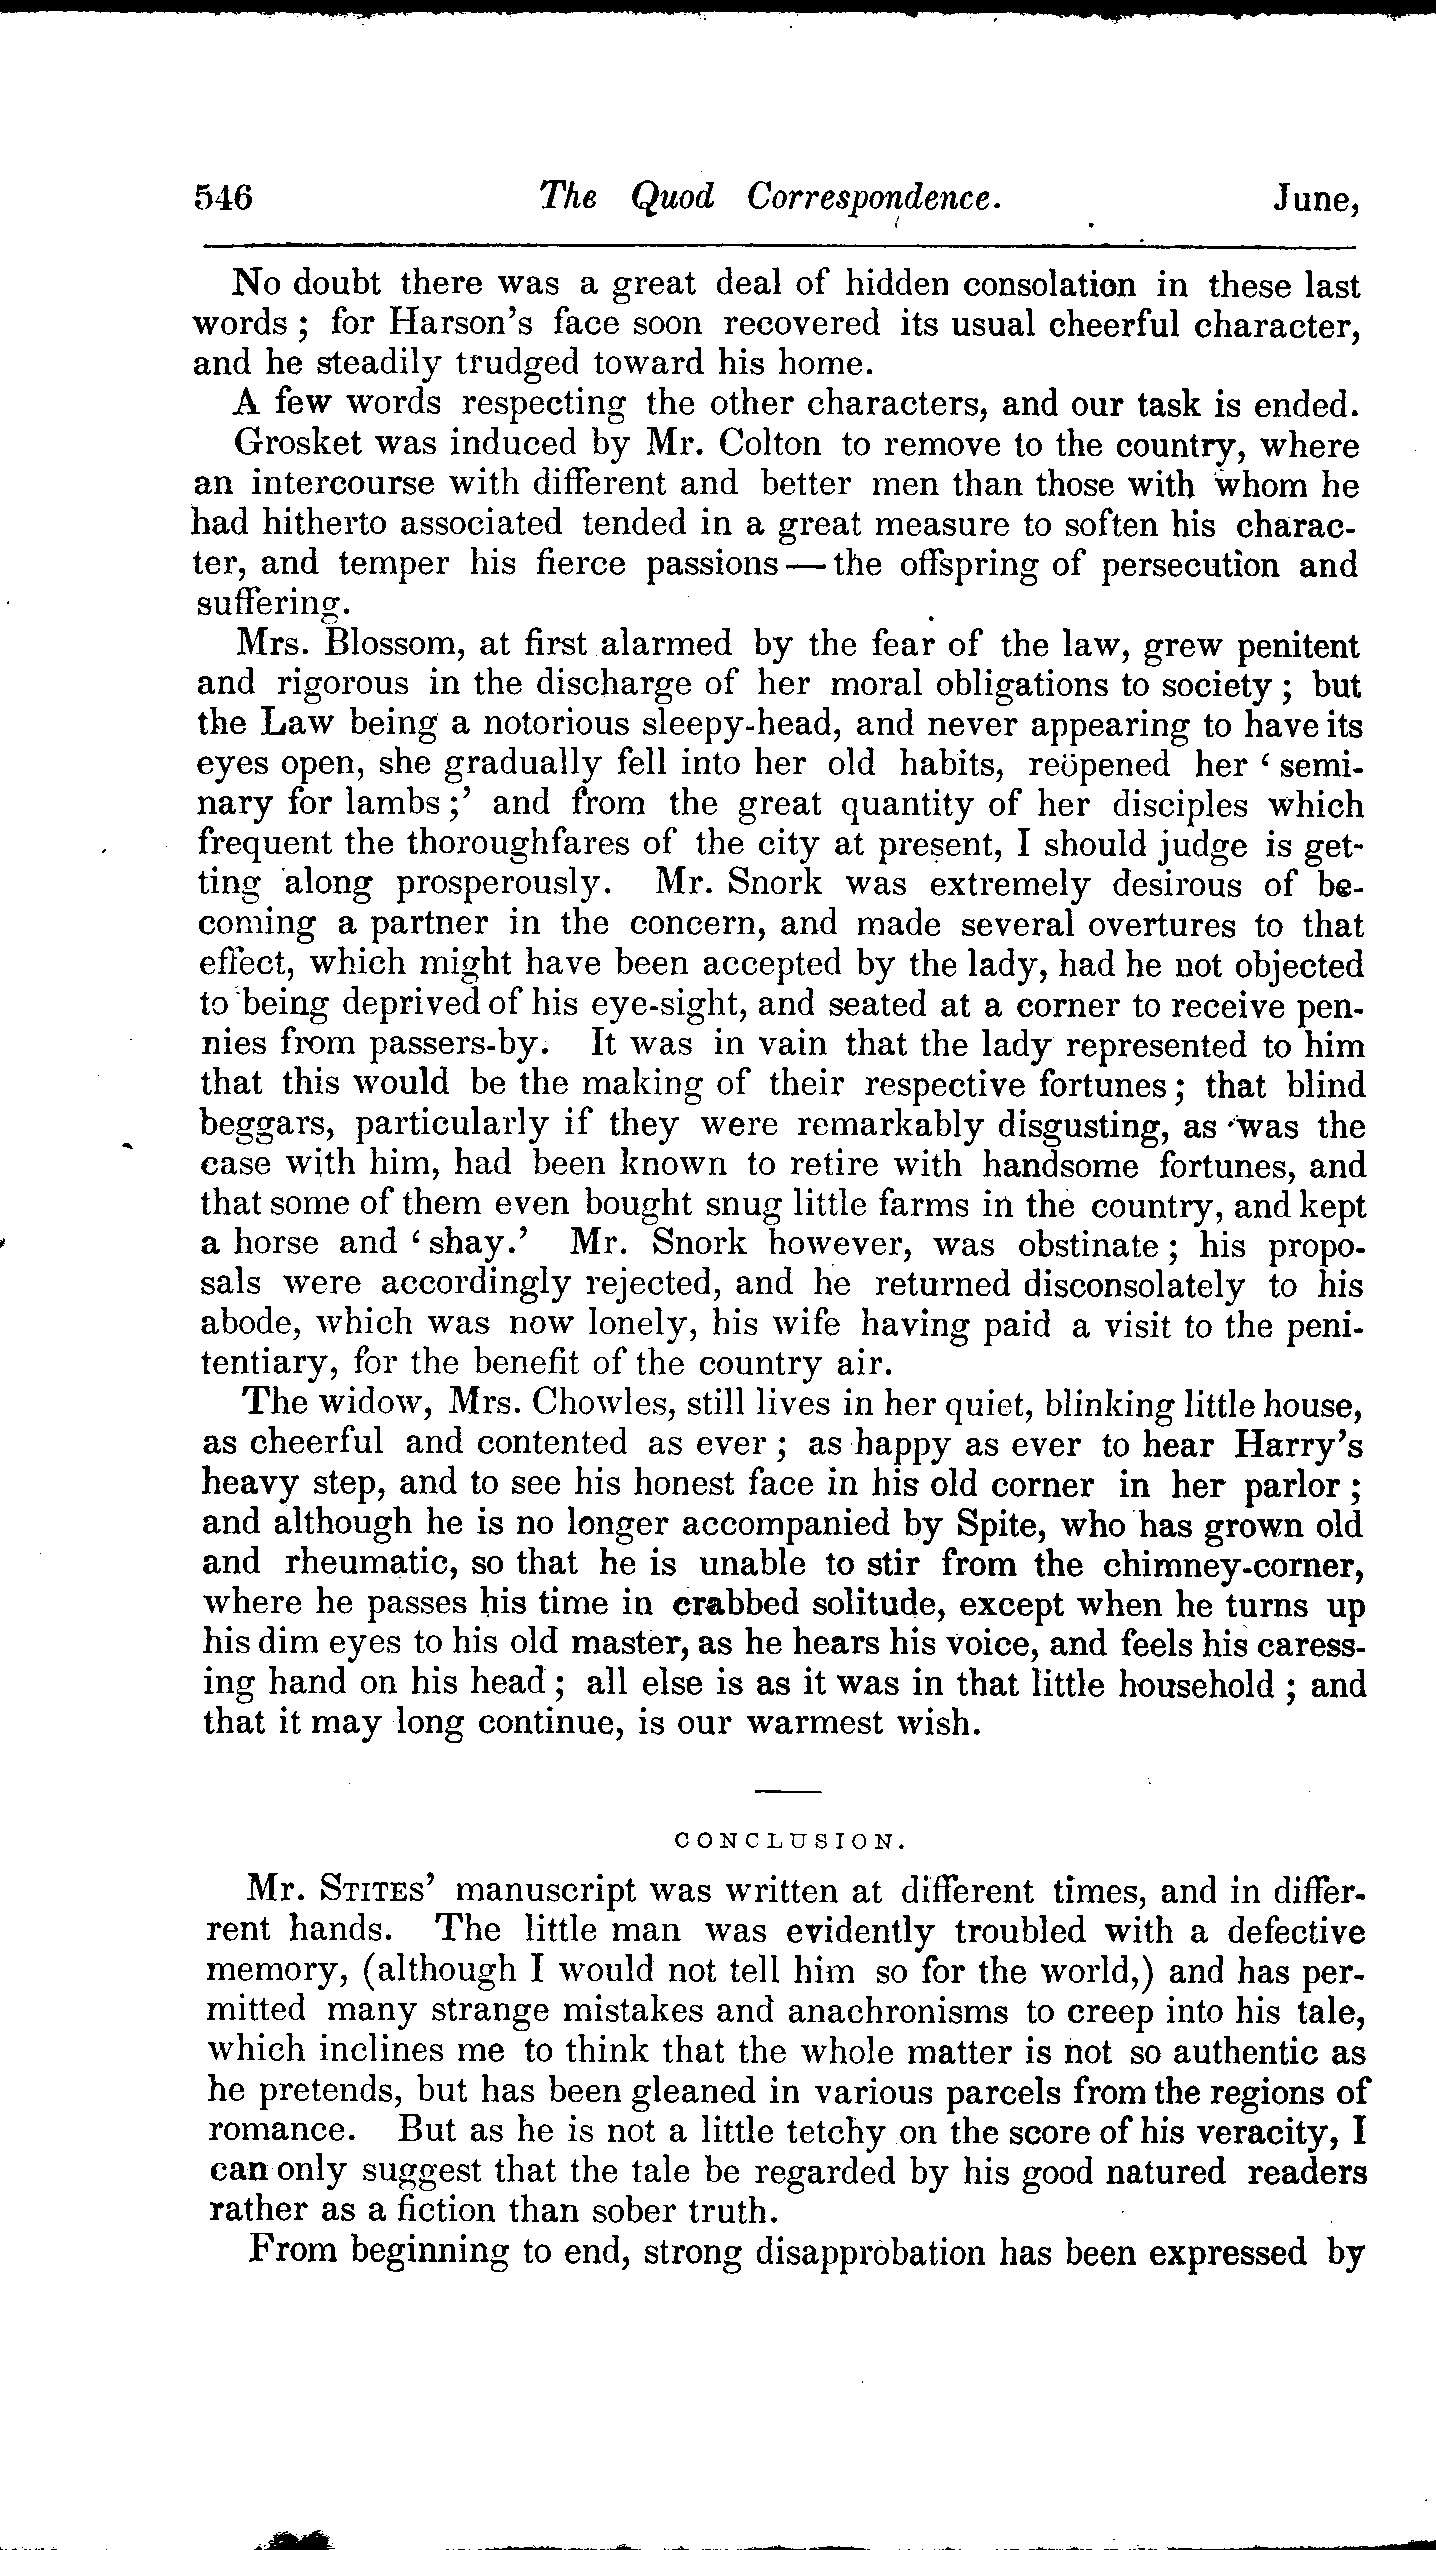 546 The Quod Correspondence. June,
No doubt there was a great deal of hidden consolation in these last
words ; for Harson's face soon recovered its usual cheerful character,
and he steadily trudged toward his home.
A few words respecting the other characters, and our task is ended.
Grosket was induced by Mr. Colton to remove to the country, where
an intercourse with different and better men than those with whom he
had hitherto associated tended in a great measure to soften his charac-
ter, and temper his fierce passions — the offspring of persecution and
suffering.
Mrs. Blossom, at first alarmed by the fear of the law, grew penitent
and rigorous in the discharge of her moral obligations to society ; but
the Law being a notorious sleepy-head, and never appearing to have its
eyes open, she gradually fell into her old habits, reöpened her ‘ semi-
nary for lambs ;’ and from the great quantity of her disciples which
frequent the thoroughfares of the city at present, I should judge is get-
ting along prosperously. Mr. Snork was extremely desirous of be-
coming a partner in the concern, and made several overtures to that
effect, which might have been accepted by the lady, had he not objected
to being deprived of his eye-sight, and seated at a corner to receive pen-
nies from passers-by. It was in vain that the lady represented to him
that this would be the making of their respective fortunes ; that blind
beggars, particularly if they were remarkably disgusting, as was the
case with him, had been known to retire with handsome fortunes, and
that some of them even bought snug little farms in the country, and kept
a horse and ‘ shay.’ Mr. Snork however, was obstinate ; his propo-
sals were accordingly rejected, and he returned disconsolately to his
abode, which was now lonely, his wife having paid a visit to the peni-
tentiary, for the benefit of the country air.
The widow, Mrs. Chowles, still lives in her quiet, blinking little house,
as cheerful and contented as ever ; as happy as ever to hear Harry's
heavy step, and to see his honest face in his old corner in her parlor ;
and although he is no longer accompanied by Spite, who has grown old
and rheumatic, so that he is unable to stir from the chimney-corner,
where he passes his time in crabbed solitude, except when he turns up
his dim eyes to his old master, as he hears his voice, and feels his caress-
ing hand on his head ; all else is as it was in that little household ; and
that it may long continue, is our warmest wish.
CONCLUSION.
Mr. STITES' manuscript was written at different times, and in differ-
rent hands. The little man was evidently troubled with a defective
memory, (although I would not tell him so for the world,) and has per-
mitted many strange mistakes and anachronisms to creep into his tale,
which inclines me to think that the whole matter is not so authentic as
he pretends, but has been gleaned in various parcels from the regions of
romance. But as he is not a little tetchy on the score of his veracity, I
can only suggest that the tale be regarded by his good natured readers
rather as a fiction than sober truth.
From beginning to end, strong disapprobation has been expressed by